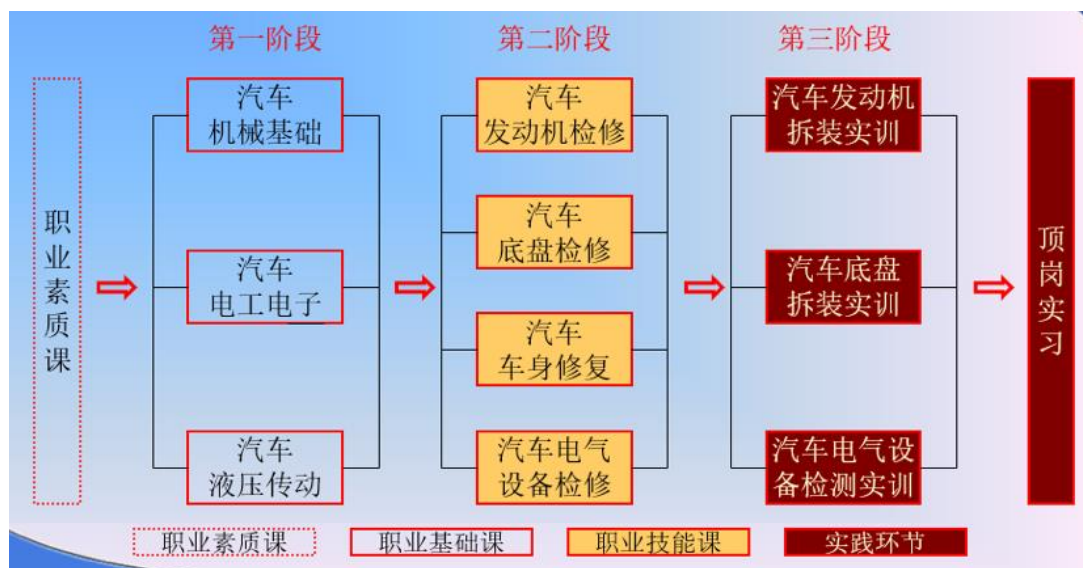 第一阶段
第二阶段
第三阶段
职业素质课
汽车
机械基础
汽车
电工电子
汽车
液压传动
汽车
发动机检修
汽车
底盘检修
汽车
车身修复
汽车电气
设备检修
汽车发动机
拆装实训
汽车底盘
拆装实训
汽车电气设
备检测实训
顶岗实习
职业素质课
职业基础课
职业技能课
实践环节